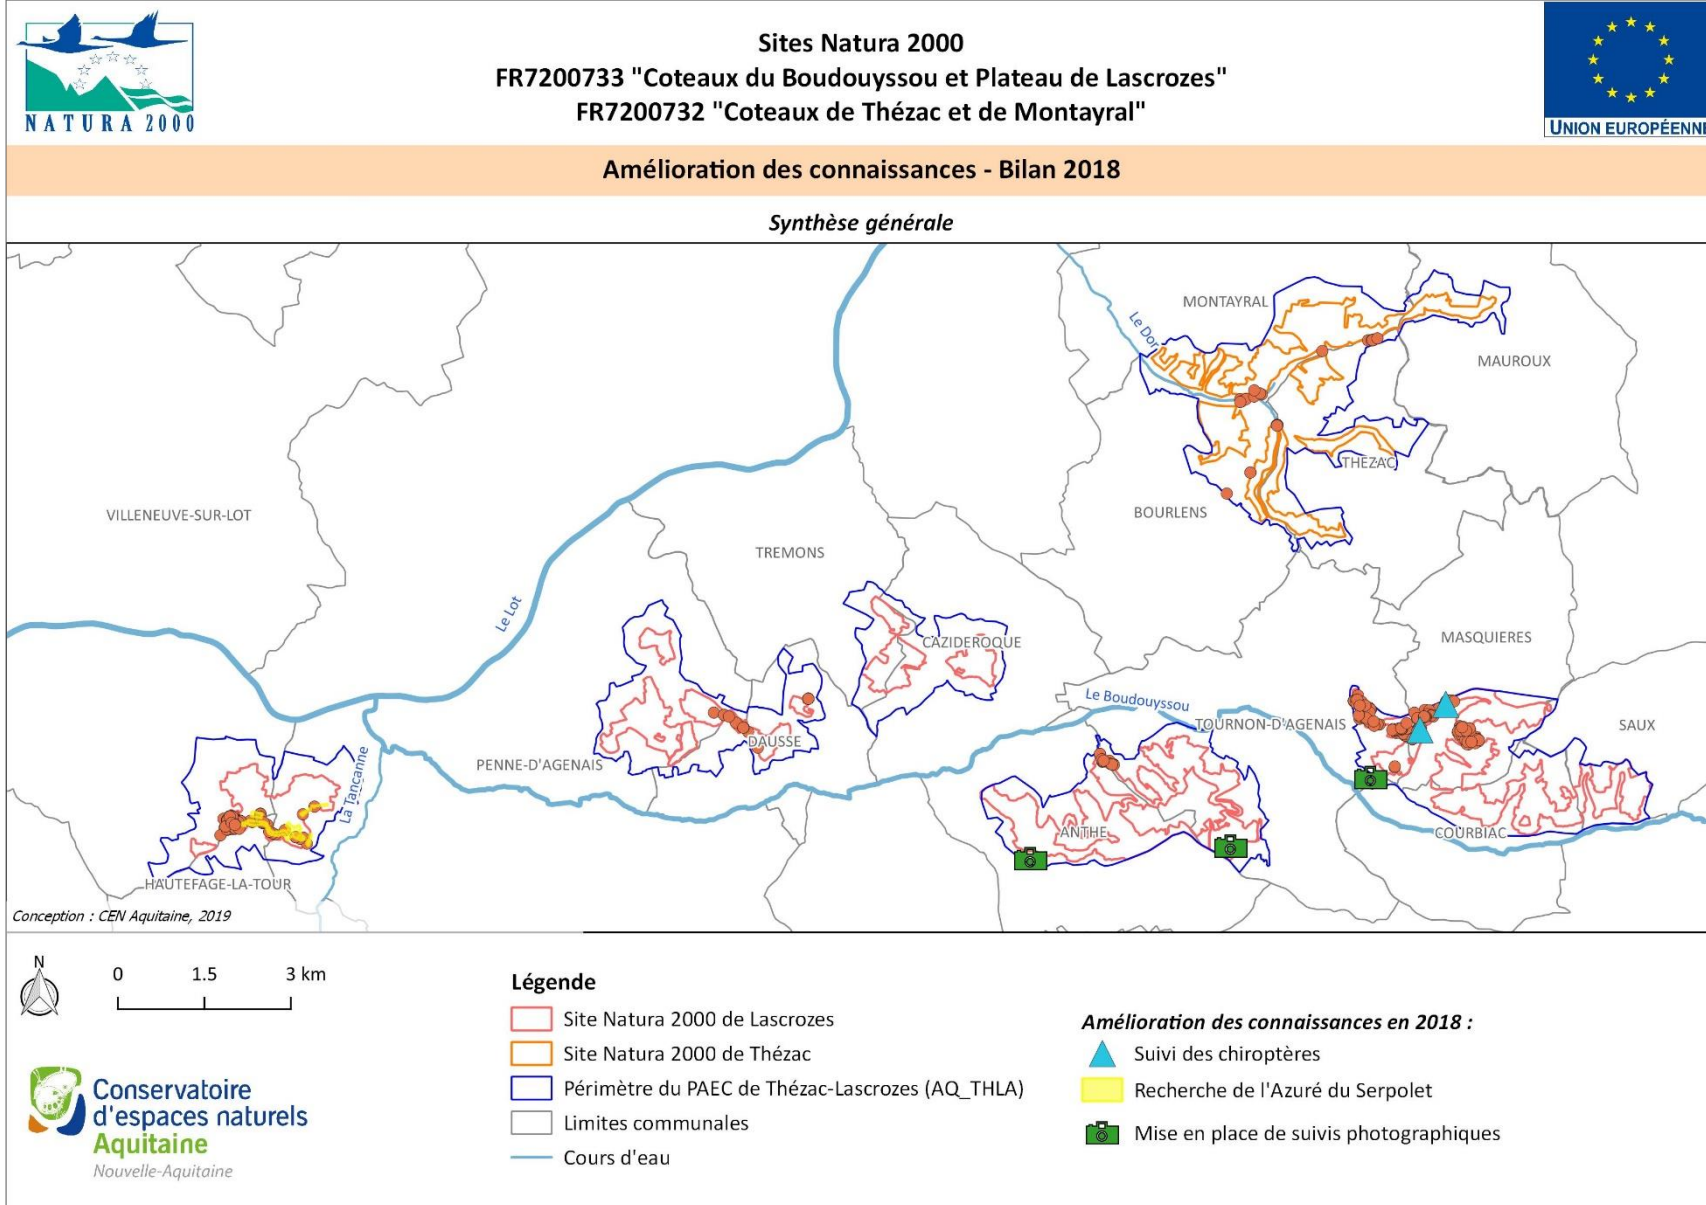 NATURA 2000
Sites Natura 2000
FR7200733 "Coteaux du Boudouyssou et Plateau de Lascrozes"
FR7200732 "Coteaux de Thézac et de Montayral"
UNION EUROPÉENNE
Amélioration des connaissances - Bilan 2018
Synthèse générale
MONTAYRAL
Le Dor
MAUROUX
THEZAC
VILLENEUVE-SUR-LOT
BOURLENS
TREMONS
Le Lot
CAZIDEROQUE
MASQUIERES
Le Boudouyssou
TOURNON-D'AGENAIS
SAUX
DAUSSE
PENNE-D'AGENAIS
La Tancanne
ANTHE
COURBIAC
HAUTEFAGE-LA-TOUR
Conception : CEN Aquitaine, 2019
N
0 1.5 3 km
Conservatoire
d'espaces naturels
Aquitaine
Nouvelle-Aquitaine
Légende
Site Natura 2000 de Lascrozes
Site Natura 2000 de Thézac
Périmètre du PAEC de Thézac-Lascrozes (AQ_THLA)
Limites communales
Cours d'eau
Amélioration des connaissances en 2018 :
Suivi des chiroptères
Recherche de l'Azuré du Serpolet
Mise en place de suivis photographiques